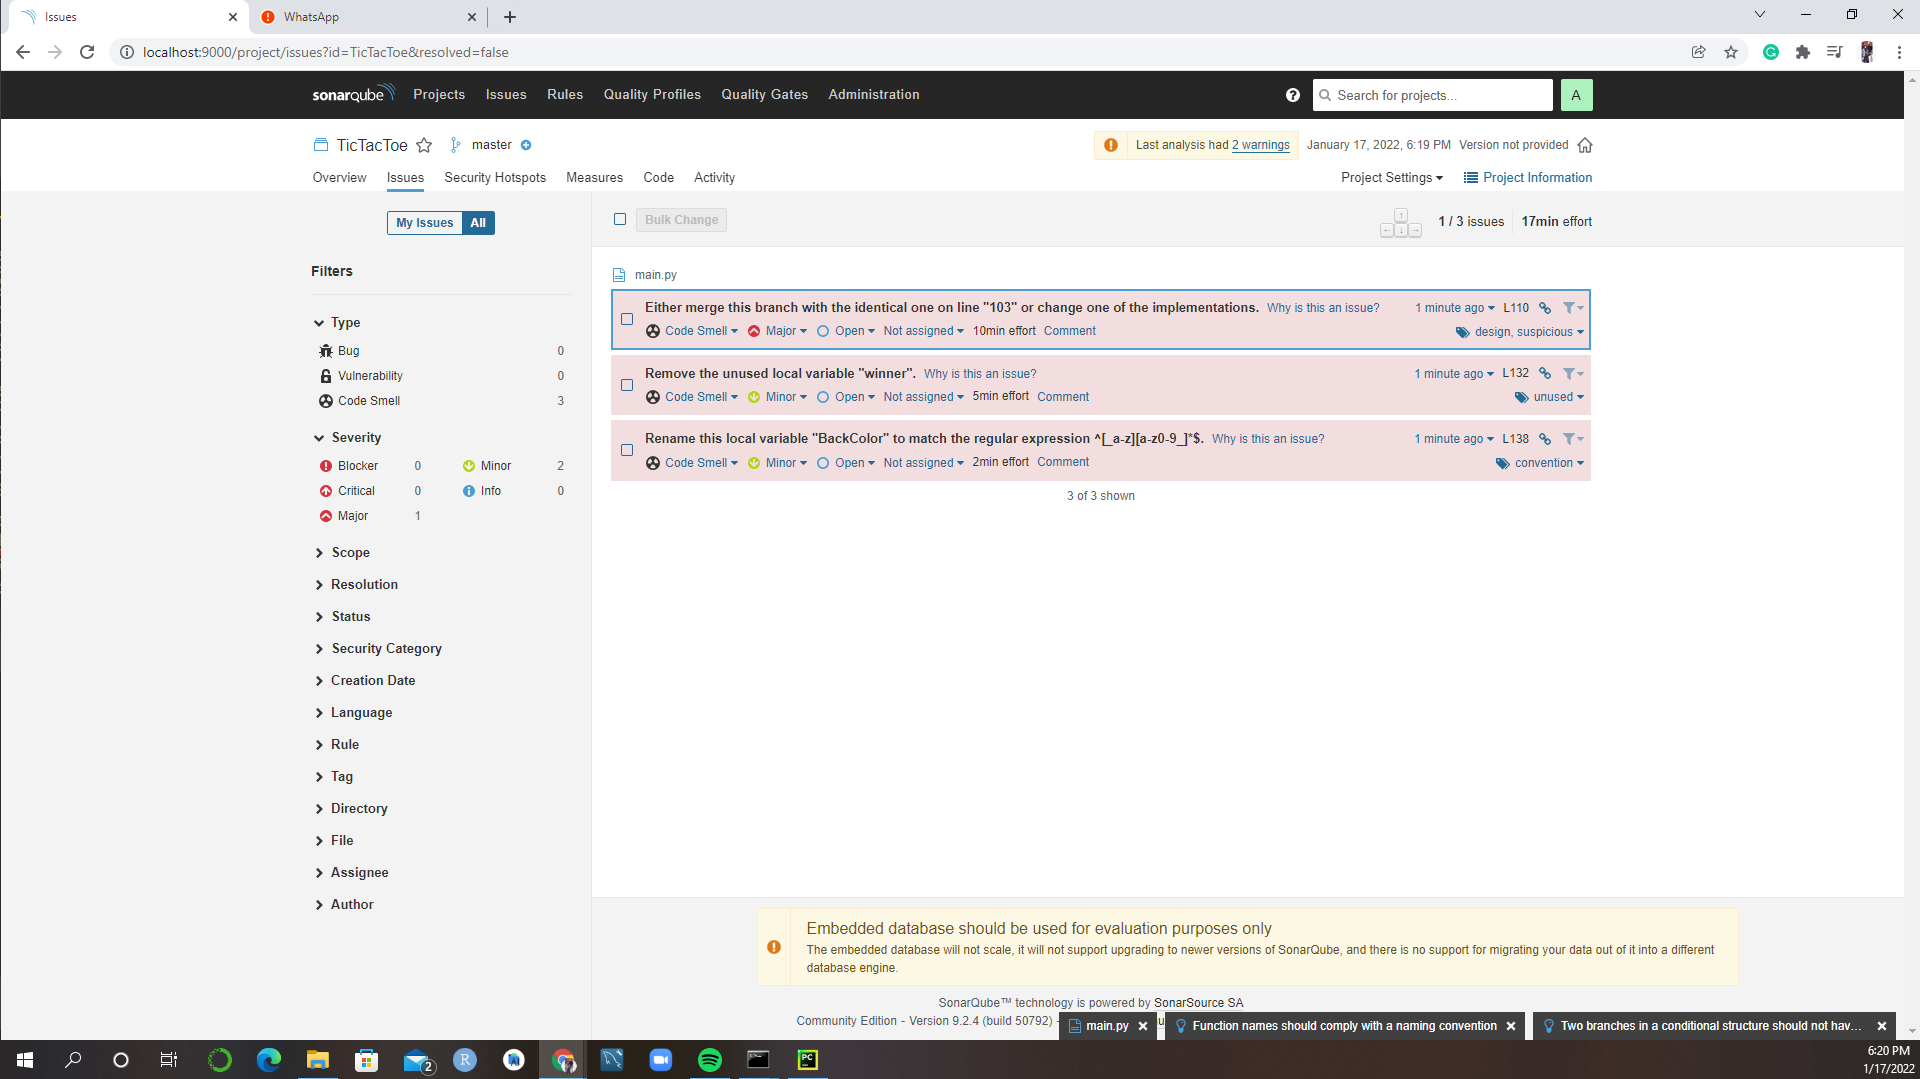 Issues
WhatsApp
localhost:9000/project/issues?id=TicTacToe&resolved=false
sonarqube Projects Issues Rules Quality Profiles Quality Gates Administration
Search for projects...
A
TicTacToe master
Last analysis had 2 warnings January 17, 2022, 6:19 PM Version not provided
Overview Issues Security Hotspots Measures Code Activity
Project Settings Project Information
My Issues All
Bulk Change
1 / 3 issues 17min effort
Filters
Type
Bug 0
Vulnerability 0
Code Smell 3
Severity
Blocker 0 Minor 2
Critical 0 Info 0
Major 1
Scope
Resolution
Status
Security Category
Creation Date
Language
Rule
Tag
Directory
File
Assignee
Author
main.py
Either merge this branch with the identical one on line "103" or change one of the implementations. Why is this an issue? 1 minute ago L110
Code Smell Major Open Not assigned 10min effort Comment design, suspicious
Remove the unused local variable "winner". Why is this an issue? 1 minute ago L132
Code Smell Minor Open Not assigned 5min effort Comment unused
Rename this local variable "BackColor" to match the regular expression ^[_a-z][a-z0-9_]*$. Why is this an issue? 1 minute ago L138
Code Smell Minor Open Not assigned 2min effort Comment convention
3 of 3 shown
Embedded database should be used for evaluation purposes only
The embedded database will not scale, it will not support upgrading to newer versions of SonarQube, and there is no support for migrating your data out of it into a different
database engine.
SonarQube™ technology is powered by SonarSource SA
Community Edition - Version 9.2.4 (build 50792) -
main.py
Function names should comply with a naming convention
Two branches in a conditional structure should not hav...
2
R
PC
6:20 PM
1/17/2022